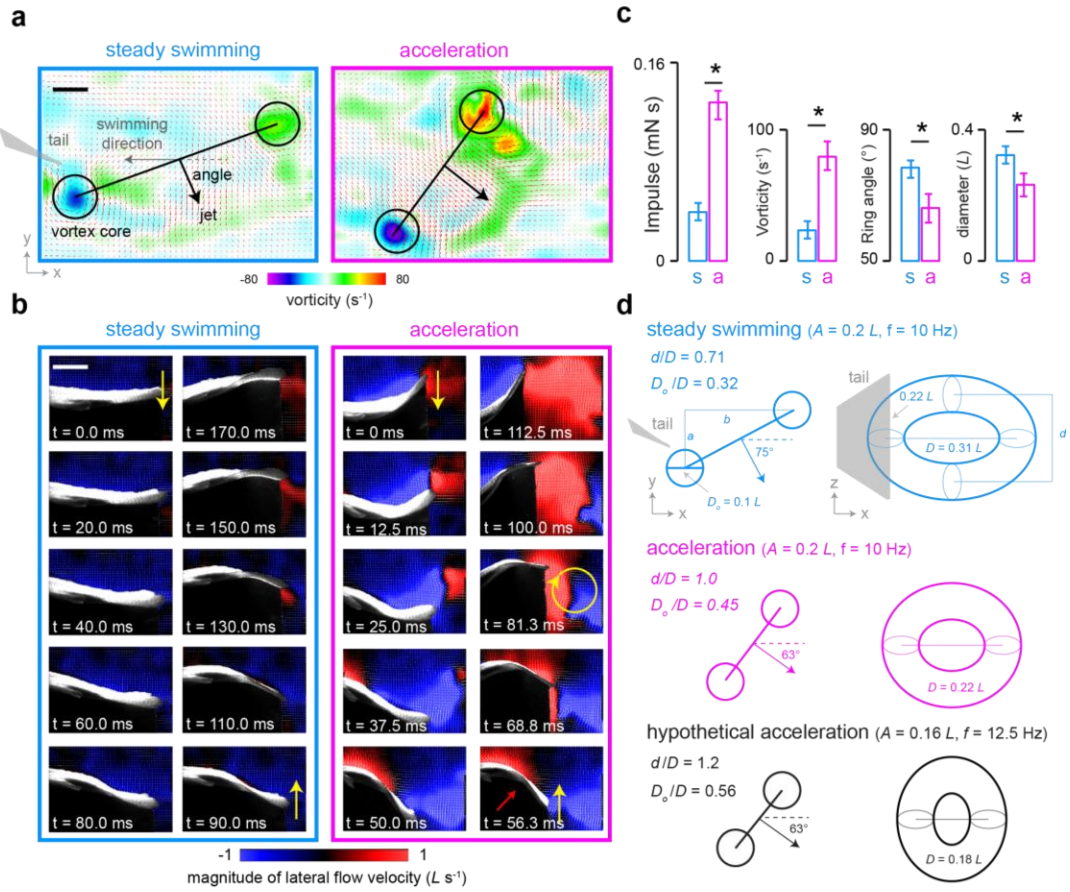 a
steady swimming
acceleration
tail
swimming
direction
angle
jet
vortex core
y
x
-80
80
vorticity (s⁻¹)
b
steady swimming
acceleration
t = 0.0 ms
t = 170.0 ms
t = 0 ms
t = 112.5 ms
t = 20.0 ms
t = 150.0 ms
t = 12.5 ms
t = 100.0 ms
t = 40.0 ms
t = 130.0 ms
t = 25.0 ms
t = 81.3 ms
t = 60.0 ms
t = 110.0 ms
t = 37.5 ms
t = 68.8 ms
t = 80.0 ms
t = 90.0 ms
t = 50.0 ms
t = 56.3 ms
-1
1
magnitude of lateral flow velocity (L s⁻¹)
c
0.16
Impulse (mN s)
0
*
s a
100
Vorticity (s⁻¹)
0
*
s a
90
Ring angle (°)
50
*
s a
0.4
diameter (L)
0
*
s a
d
steady swimming (A = 0.2 L, f = 10 Hz)
d/D = 0.71
Dₒ/D = 0.32
tail
a
b
75°
Dₒ = 0.1 L
y
x
tail
0.22 L
D = 0.31 L
d
z
x
acceleration (A = 0.2 L, f = 10 Hz)
d/D = 1.0
Dₒ/D = 0.45
63°
D = 0.22 L
hypothetical acceleration (A = 0.16 L, f = 12.5 Hz)
d/D = 1.2
Dₒ/D = 0.56
63°
D = 0.18 L